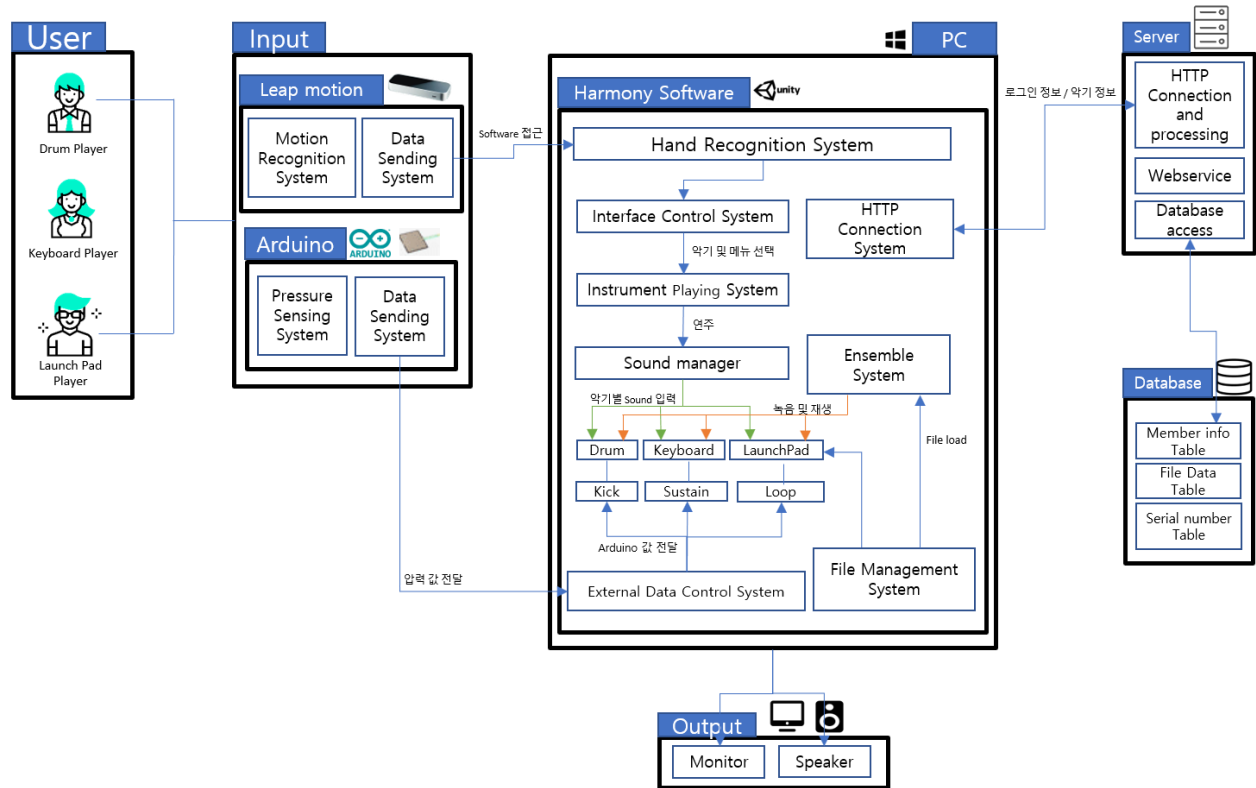 User
Drum Player
Keyboard Player
Launch Pad
Player
Input
Leap motion
Motion
Recognition
System
Data
Sending
System
Arduino
ARDUINO
Pressure
Sensing
System
Data
Sending
System
Software 접근
압력 값 전달
PC
Harmony Software
unity
Hand Recognition System
Interface Control System
악기 및 메뉴 선택
Instrument Playing System
연주
Sound manager
악기별 Sound 입력
녹음 및 재생
Drum
Keyboard
LaunchPad
Kick
Sustain
Loop
Arduino 값 전달
External Data Control System
HTTP
Connection
System
Ensemble
System
File load
File Management
System
로그인 정보 / 악기 정보
Server
HTTP
Connection
and
processing
Webservice
Database
access
Database
Member info
Table
File Data
Table
Serial number
Table
Output
Monitor
Speaker